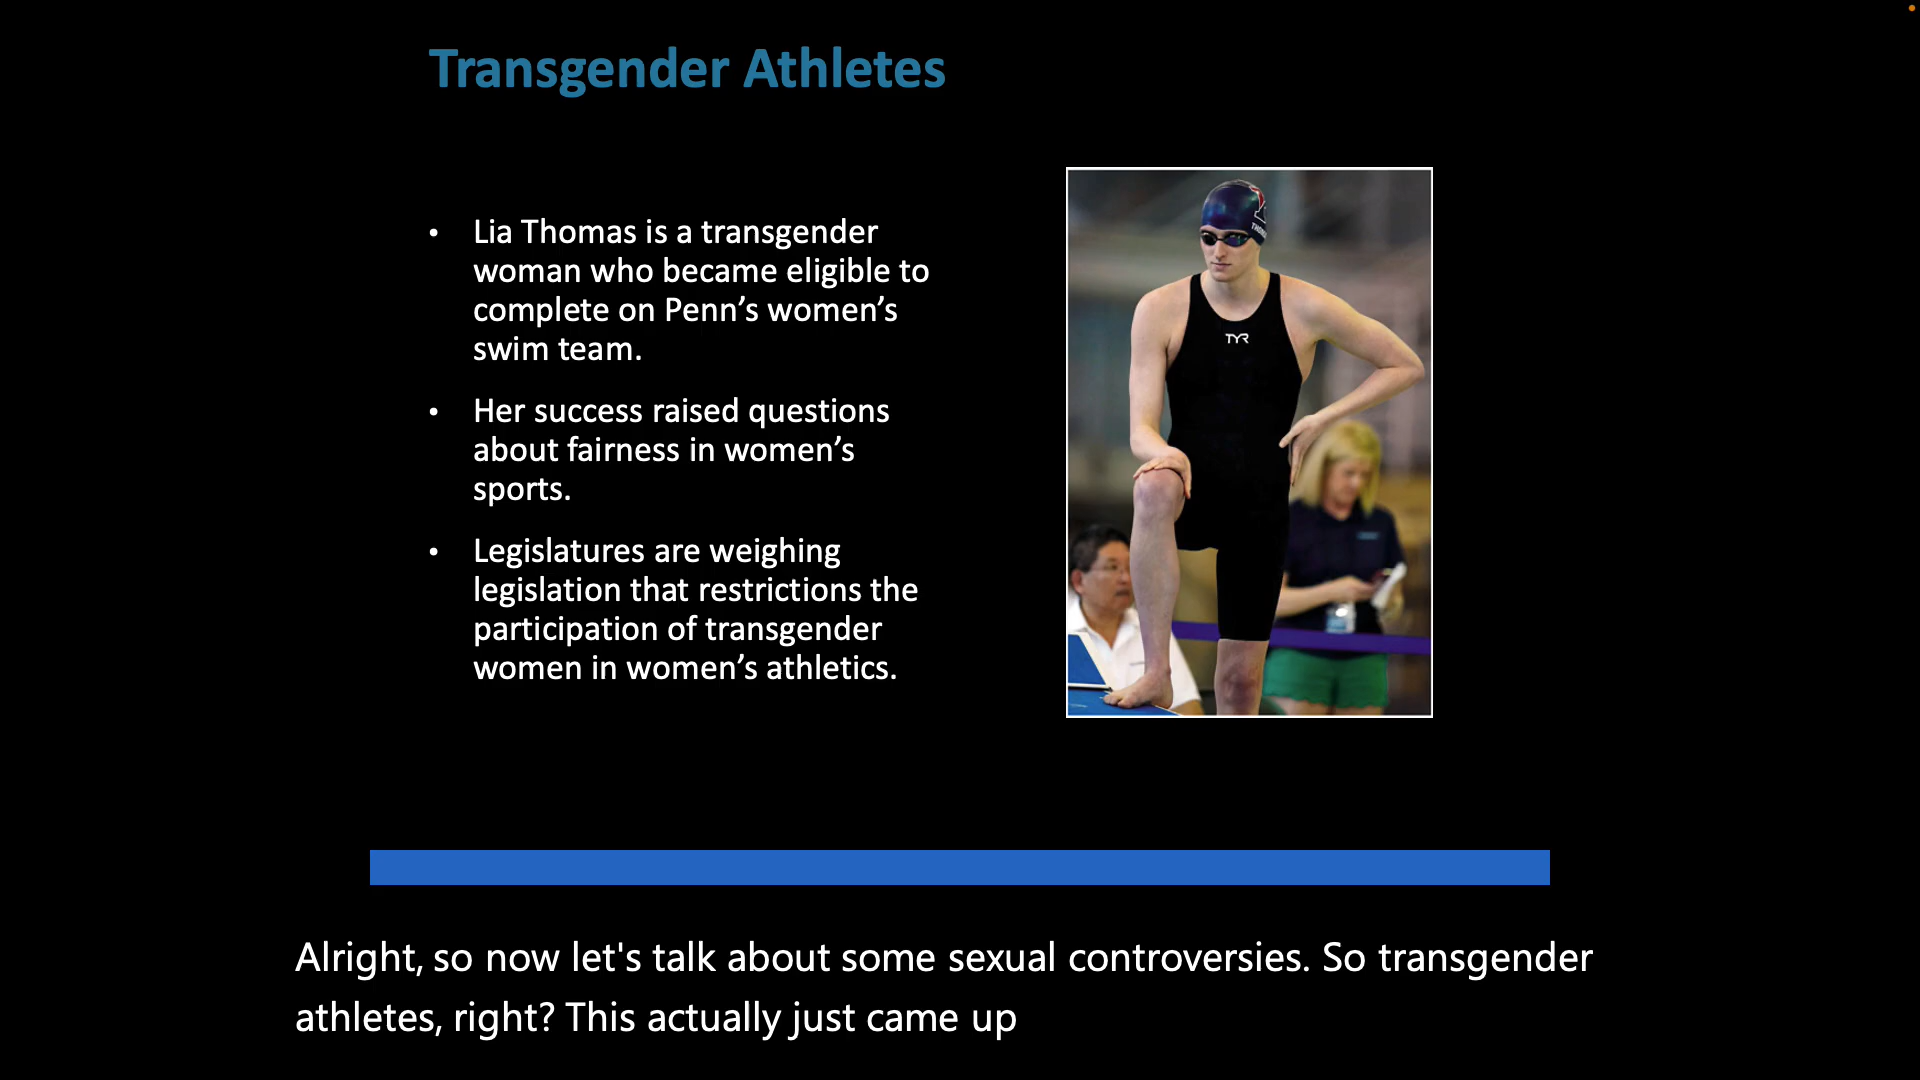 Transgender Athletes
• Lia Thomas is a transgender
woman who became eligible to
complete on Penn’s women’s
swim team.
• Her success raised questions
about fairness in women’s
sports.
• Legislatures are weighing
legislation that restrictions the
participation of transgender
women in women’s athletics.
TYR
Alright, so now let's talk about some sexual controversies. So transgender
athletes, right? This actually just came up